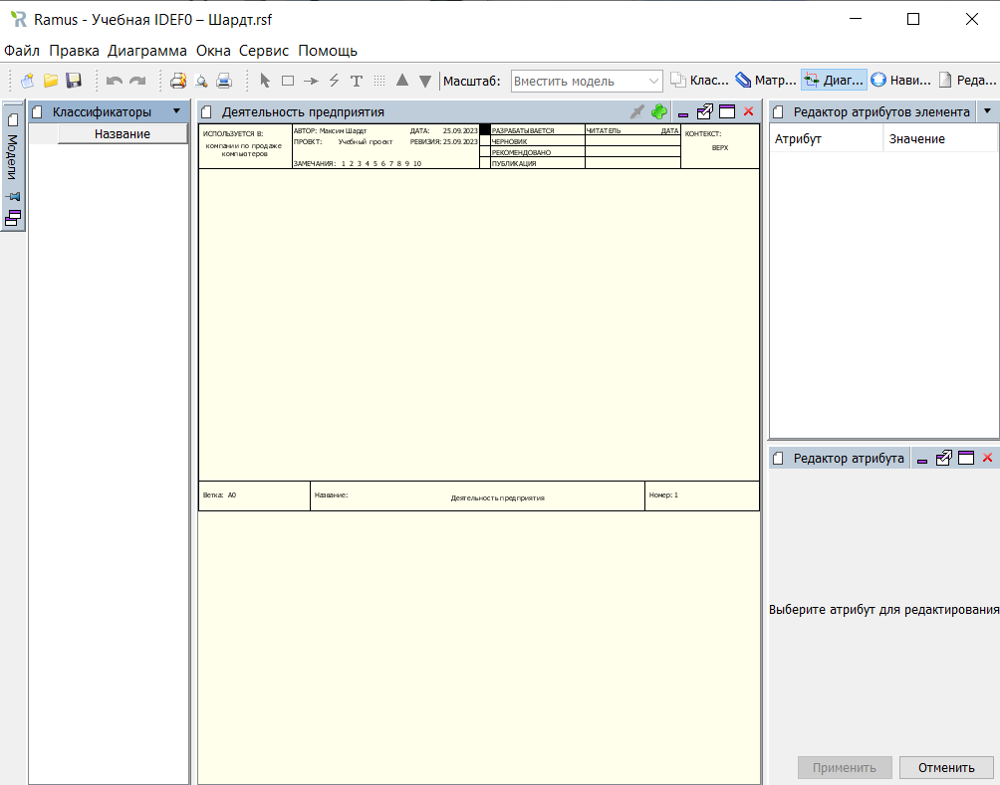 Ramus - Учебная IDEF0 – Шардт.rsf
Файл Правка Диаграмма Окна Сервис Помощь
Масштаб: Вместить модель Клас... Матр... Диаг... Нави... Реда...
Модели
Классификаторы
Название
Деятельность предприятия
ИСПОЛЬЗУЕТСЯ В:
компании по продаже
компьютеров
АВТОР: Максим Шардт ДАТА: 25.09.2023
ПРОЕКТ: Учебный проект РЕВИЗИЯ: 25.09.2023
ЗАМЕЧАНИЯ: 1 2 3 4 5 6 7 8 9 10
РАЗРАБАТЫВАЕТСЯ
ЧЕРНОВИК
РЕКОМЕНДОВАНО
ПУБЛИКАЦИЯ
ЧИТАТЕЛЬ ДАТА
КОНТЕКСТ:
ВЕРХ
Ветка: A0
Название:
Деятельность предприятия
Номер: 1
Редактор атрибутов элемента
Атрибут Значение
Редактор атрибута
Выберите атрибут для редактирования
Применить Отменить